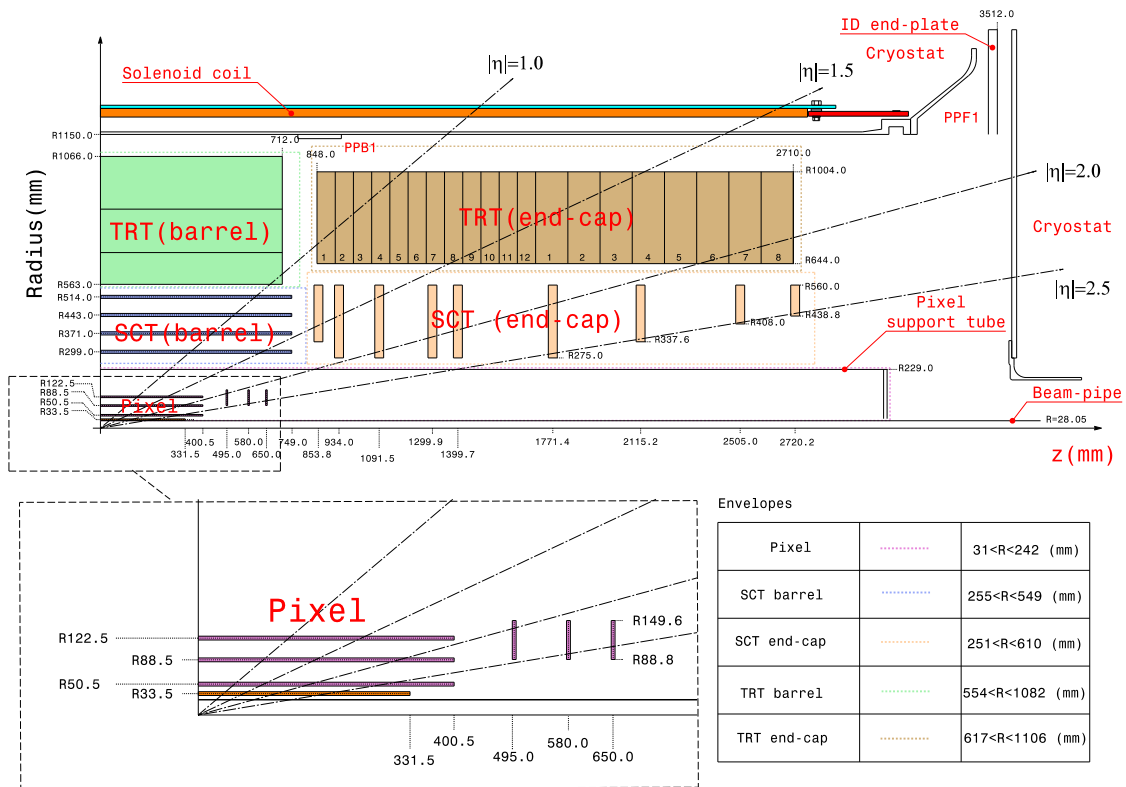 3512.0
ID end-plate
Cryostat
|η|=1.0
|η|=1.5
Solenoid coil
PPF1
R1150.0
712.0
PPB1
R1066.0
848.0
2710.0
R1004.0
|η|=2.0
Radius(mm)
TRT(barrel)
TRT(end-cap)
Cryostat
1 2 3 4 5 6 7 8 9 10 11 12 1 2 3 4 5 6 7 8
R644.0
R563.0
R560.0
|η|=2.5
R514.0
Pixel
support tube
R443.0
SCT(barrel)
SCT (end-cap)
R438.8
R408.0
R371.0
R337.6
R299.0
R275.0
R229.0
R122.5
R88.5
Pixel
R50.5
R33.5
Beam-pipe
R=28.05
400.5
580.0
749.0
934.0
1299.9
1771.4
2115.2
2505.0
2720.2
331.5
495.0
650.0
853.8
1091.5
1399.7
z(mm)
Envelopes
Pixel 31<R<242 (mm)
SCT barrel 255<R<549 (mm)
SCT end-cap 251<R<610 (mm)
TRT barrel 554<R<1082 (mm)
TRT end-cap 617<R<1106 (mm)
Pixel
R149.6
R122.5
R88.5
R88.8
R50.5
R33.5
400.5
580.0
331.5
495.0
650.0